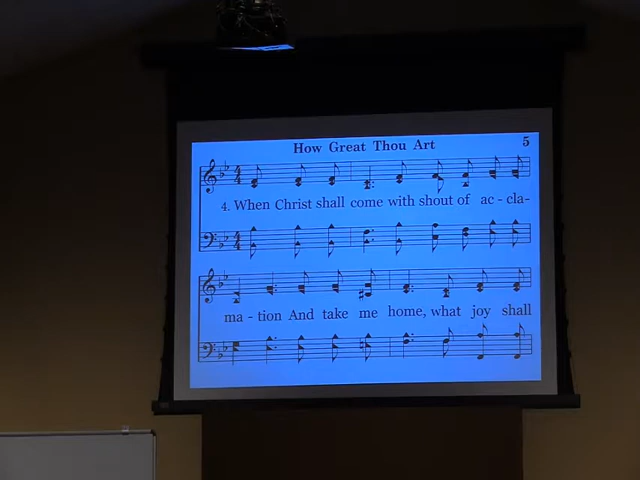 How Great Thou Art 5
4. When Christ shall come with shout of ac - cla-
ma - tion And take me home, what joy shall